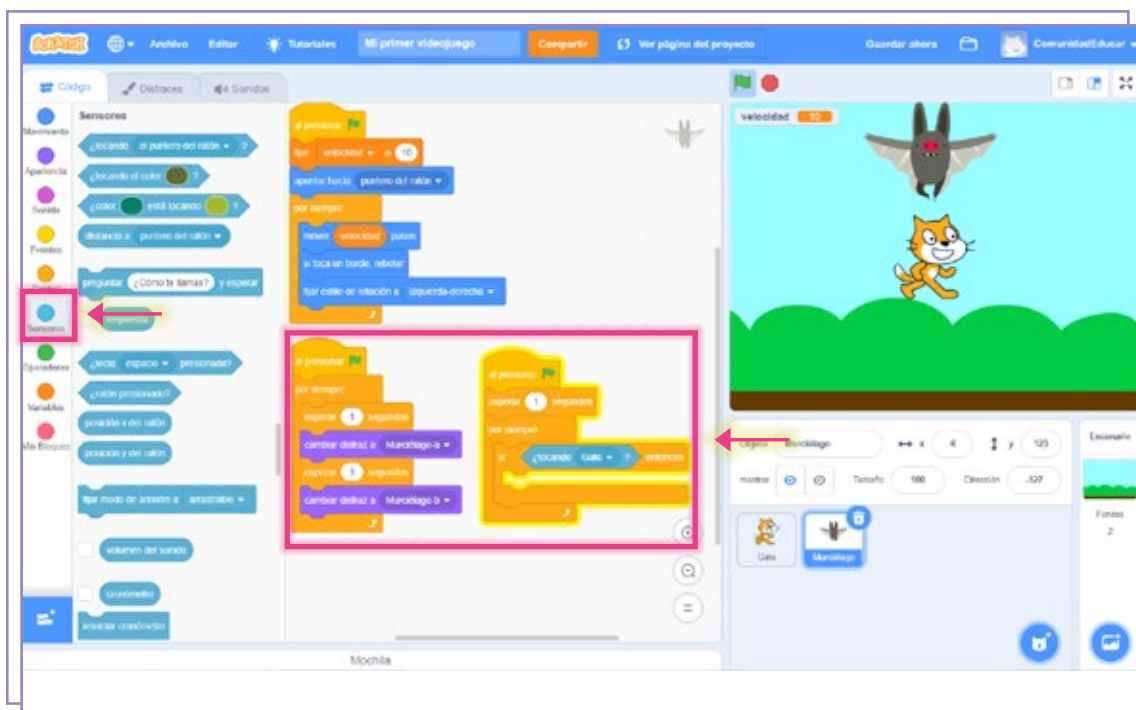 SCRATCH
Archivo Editar Tutoriales Mi primer videojuego Compartir Ver página del proyecto Guardar ahora ComunidadEducar
Código Disfraces Sonidos
Movimiento
Apariencia
Sonido
Eventos
Control
Sensores
Operadores
Variables
Mis Bloques
Sensores
¿tocando el puntero del ratón ?
¿tocando el color ?
¿color está tocando ?
distancia a puntero del ratón
preguntar ¿Cómo te llamas? y esperar
respuesta
¿tecla espacio presionada?
¿ratón presionado?
posición x del ratón
posición y del ratón
fijar modo de arrastre a arrastrable
volumen del sonido
cronómetro
reiniciar cronómetro
al presionar
fijar velocidad a 10
apuntar hacia puntero del ratón
por siempre
mover velocidad pasos
si toca un borde, rebotar
fijar estilo de rotación a izquierda-derecha
al presionar
por siempre
esperar 1 segundos
cambiar disfraz a Murciélago-a
esperar 1 segundos
cambiar disfraz a Murciélago-b
al presionar
esperar 1 segundos
por siempre
si ¿tocando Gato ? entonces
Mochila
velocidad 10
Objeto Murciélago x 6 y 123
mostrar Tamaño 100 Dirección -127
Gato
Murciélago
Escenario
Fondos
2